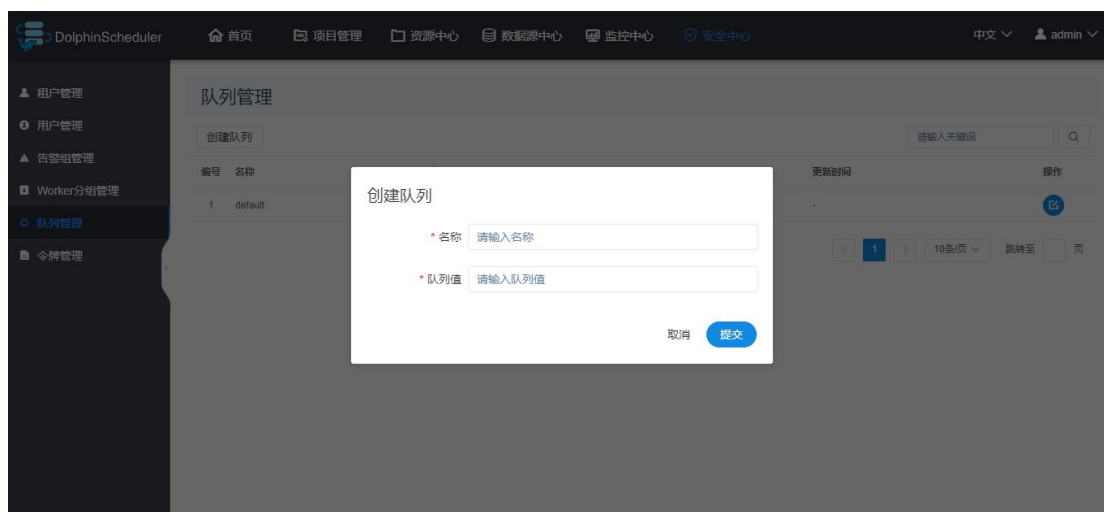 DolphinScheduler 首页 项目管理 资源中心 数据源中心 监控中心 安全中心 中文 admin
租户管理
用户管理
告警组管理
Worker分组管理
队列管理
令牌管理
队列管理
创建队列 请输入关键词
编号 名称 更新时间 操作
1 default -
< 1 > 10条/页 跳转至 页
创建队列
* 名称 请输入名称
* 队列值 请输入队列值
取消 提交